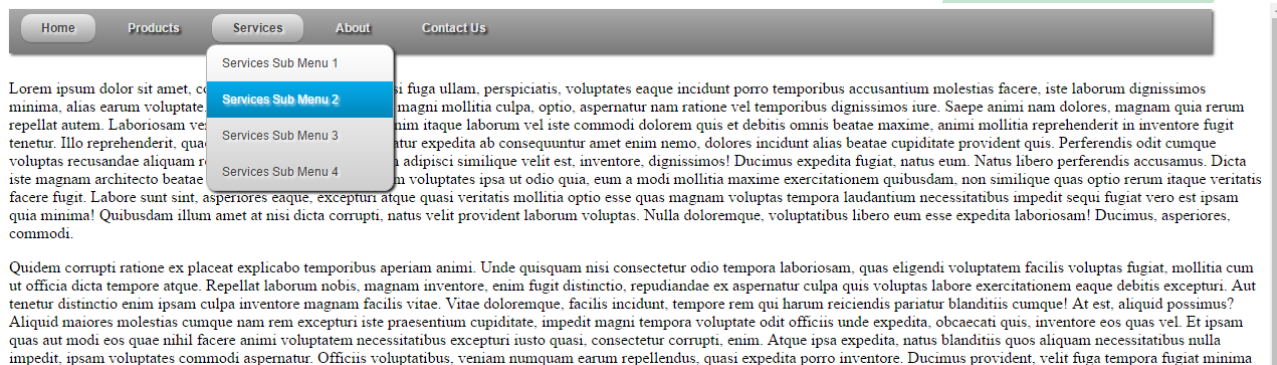 Home Products Services About Contact Us
Services Sub Menu 1
Services Sub Menu 2
Services Sub Menu 3
Services Sub Menu 4
Lorem ipsum dolor sit amet, si fuga ullam, perspiciatis, voluptates eaque incidunt porro temporibus accusantium molestias facere, iste laborum dignissimos
minima, alias earum voluptate magni mollitia culpa, optio, aspernatur nam ratione vel temporibus dignissimos iure. Saepe animi nam dolores, magnam quia rerum
repellat autem. Laboriosam itaque laborum vel iste commodi dolorem quis et debitis omnis beatae maxime, animi mollitia reprehenderit in inventore fugit
tenetur. Illo reprehenderit, expedita ab consequuntur amet enim nemo, dolores incidunt alias beatae cupiditate provident quis. Perferendis odit cumque
voluptas recusandae aliquam adipisci similique velit est, inventore, dignissimos! Ducimus expedita fugiat, natus eum. Natus libero perferendis accusamus. Dicta
iste magnam architecto beatae voluptates ipsa ut odio quia, eum a modi mollitia maxime exercitationem quibusdam, non similique quas optio rerum itaque veritatis
facere fugit. Labore sunt sint, asperiores eaque, excepturi atque quasi veritatis mollitia optio esse quas magnam voluptas tempora laudantium necessitatibus impedit sequi fugiat vero est ipsam
quia minima! Quibusdam illum amet at nisi dicta corrupti, natus velit provident laborum voluptas. Nulla doloremque, voluptatibus libero eum esse expedita laboriosam! Ducimus, asperiores,
commodi.
Quidem corrupti ratione ex placeat explicabo temporibus aperiam animi. Unde quisquam nisi consectetur odio tempora laboriosam, quas eligendi voluptatem facilis voluptas fugiat, mollitia cum
ut officia dicta tempore atque. Repellat laborum nobis, magnam inventore, enim fugit distinctio, repudiandae ex aspernatur culpa quis voluptas labore exercitationem eaque debitis excepturi. Aut
tenetur distinctio enim ipsam culpa inventore magnam facilis vitae. Vitae doloremque, facilis incidunt, tempore rem qui harum reiciendis pariatur blanditiis cumque! At est, aliquid possimus?
Aliquid maiores molestias cumque nam rem excepturi iste praesentium cupiditate, impedit magni tempora voluptate odit officiis unde expedita, obcaecati quis, inventore eos quas vel. Et ipsam
quas aut modi eos quae nihil facere animi voluptatem necessitatibus excepturi iusto quasi, consectetur corrupti, enim. Atque ipsa expedita, natus blanditiis quos aliquam necessitatibus nulla
impedit, ipsam voluptates commodi aspernatur. Officiis voluptatibus, veniam numquam earum repellendus, quasi expedita porro inventore. Ducimus provident, velit fuga tempora fugiat minima